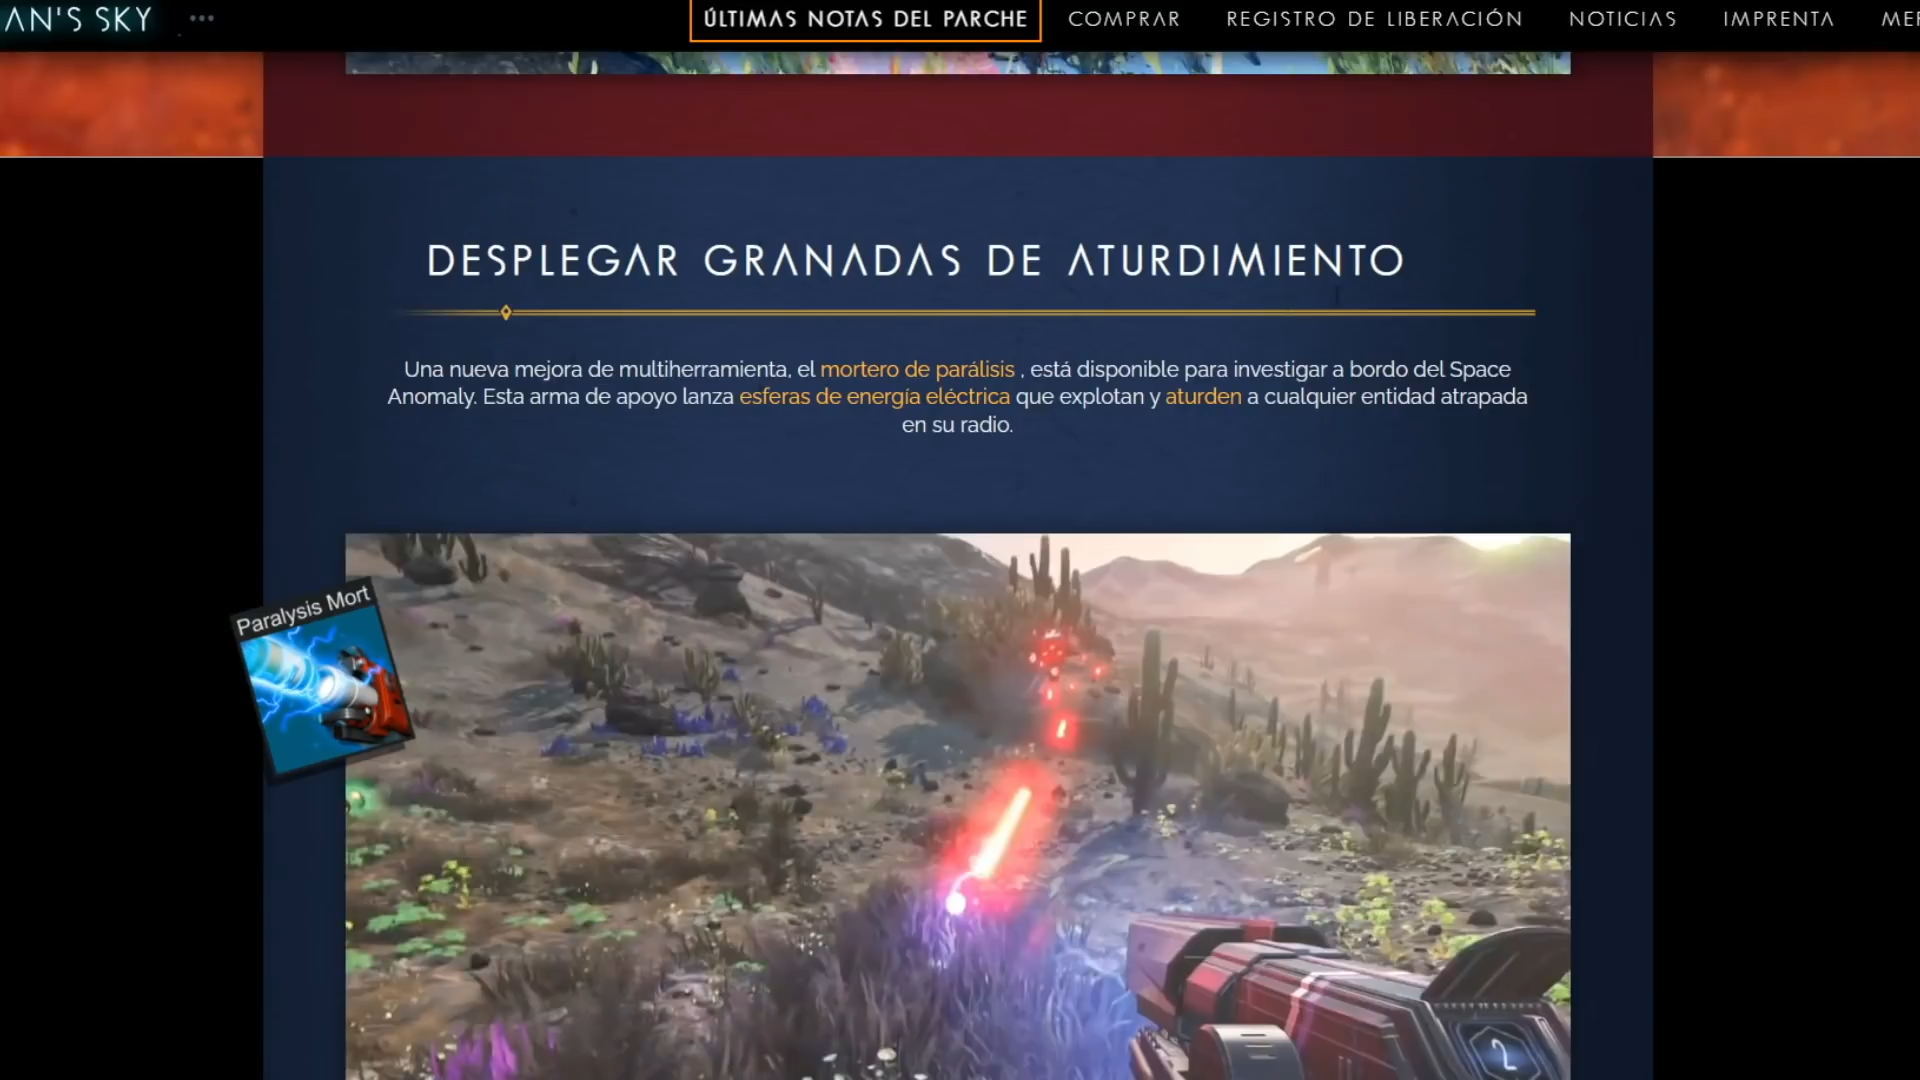 AN'S SKY
ÚLTIMAS NOTAS DEL PARCHE
COMPRAR
REGISTRO DE LIBERACIÓN
NOTICIAS
IMPRENTA
MER
DESPLEGAR GRANADAS DE ATURDIMIENTO
Una nueva mejora de multiherramienta, el mortero de parálisis , está disponible para investigar a bordo del Space
Anomaly. Esta arma de apoyo lanza esferas de energía eléctrica que explotan y aturden a cualquier entidad atrapada
en su radio.
Paralysis Mort
2